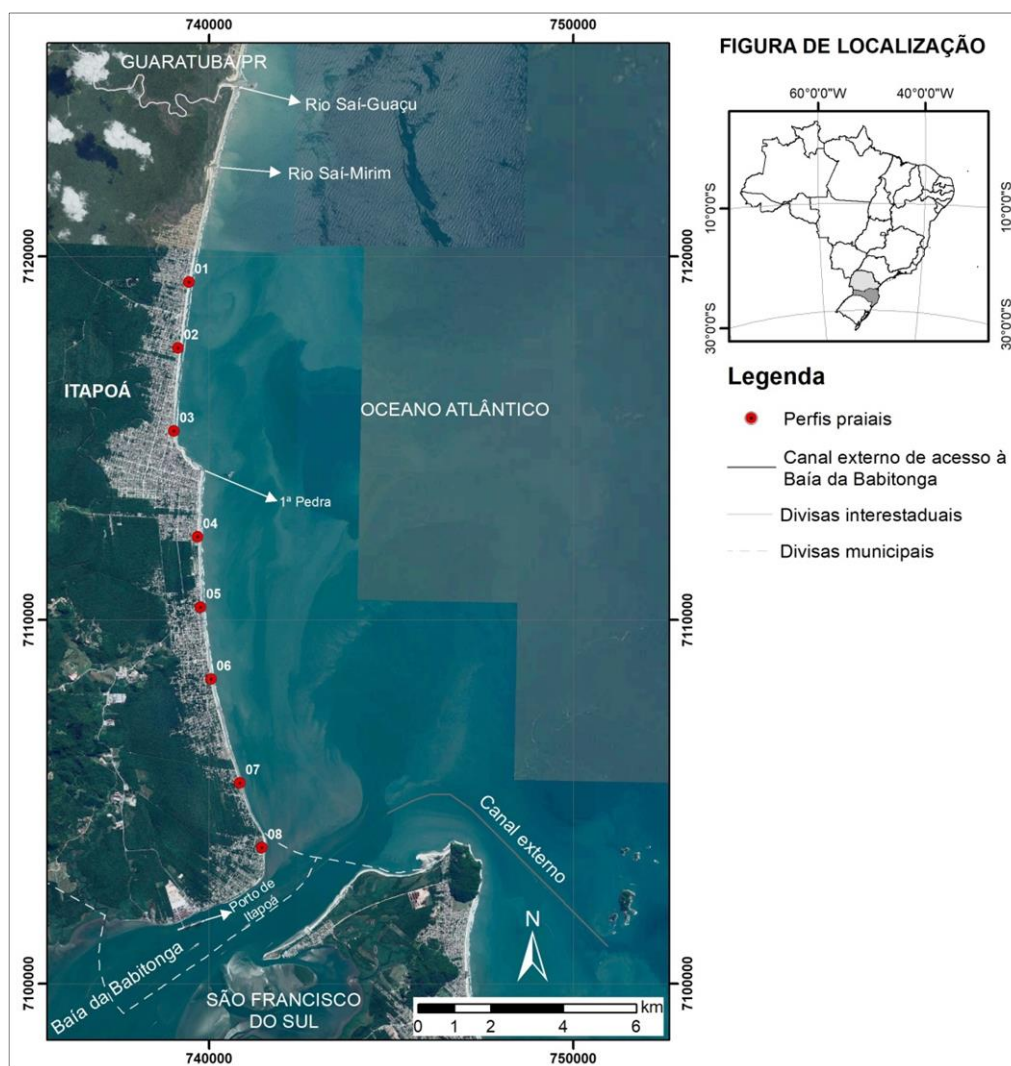 740000
750000
GUARATUBA/PR
Rio Saí-Guaçu
Rio Saí-Mirim
7120000
7120000
01
02
ITAPOÁ
OCEANO ATLÂNTICO
03
1ª Pedra
04
05
7110000
7110000
06
07
Canal externo
08
Porto de
Itapoá
Baía da Babitonga
N
SÃO FRANCISCO
DO SUL
km
0 1 2 4 6
7100000
7100000
740000
750000
FIGURA DE LOCALIZAÇÃO
60°0'0"S
40°0'0"S
10°0'0"S
10°0'0"S
30°0'0"S
30°0'0"S
Legenda
Perfis praiais
Canal externo de acesso à
Baía da Babitonga
Divisas interestaduais
Divisas municipais